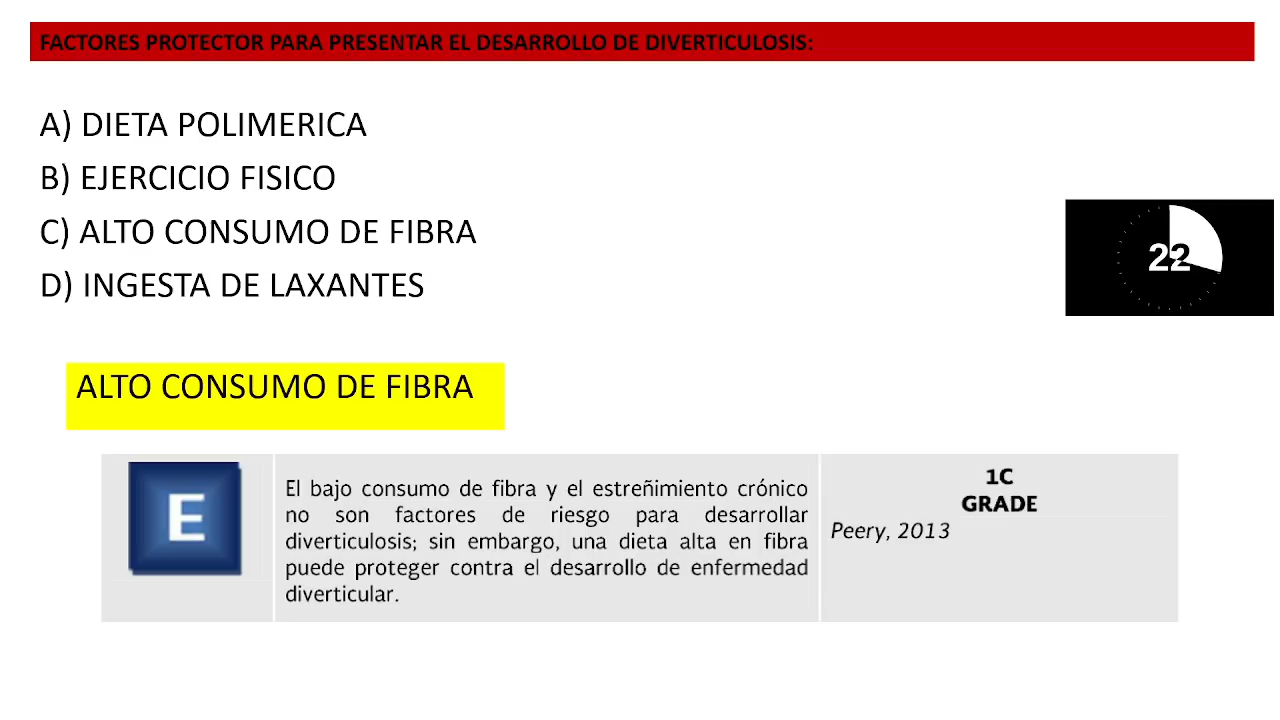 FACTORES PROTECTOR PARA PRESENTAR EL DESARROLLO DE DIVERTICULOSIS:
A) DIETA POLIMERICA
B) EJERCICIO FISICO
C) ALTO CONSUMO DE FIBRA
D) INGESTA DE LAXANTES
22
ALTO CONSUMO DE FIBRA
E
El bajo consumo de fibra y el estreñimiento crónico
no son factores de riesgo para desarrollar
diverticulosis; sin embargo, una dieta alta en fibra
puede proteger contra el desarrollo de enfermedad
diverticular.
1C
GRADE
Peery, 2013